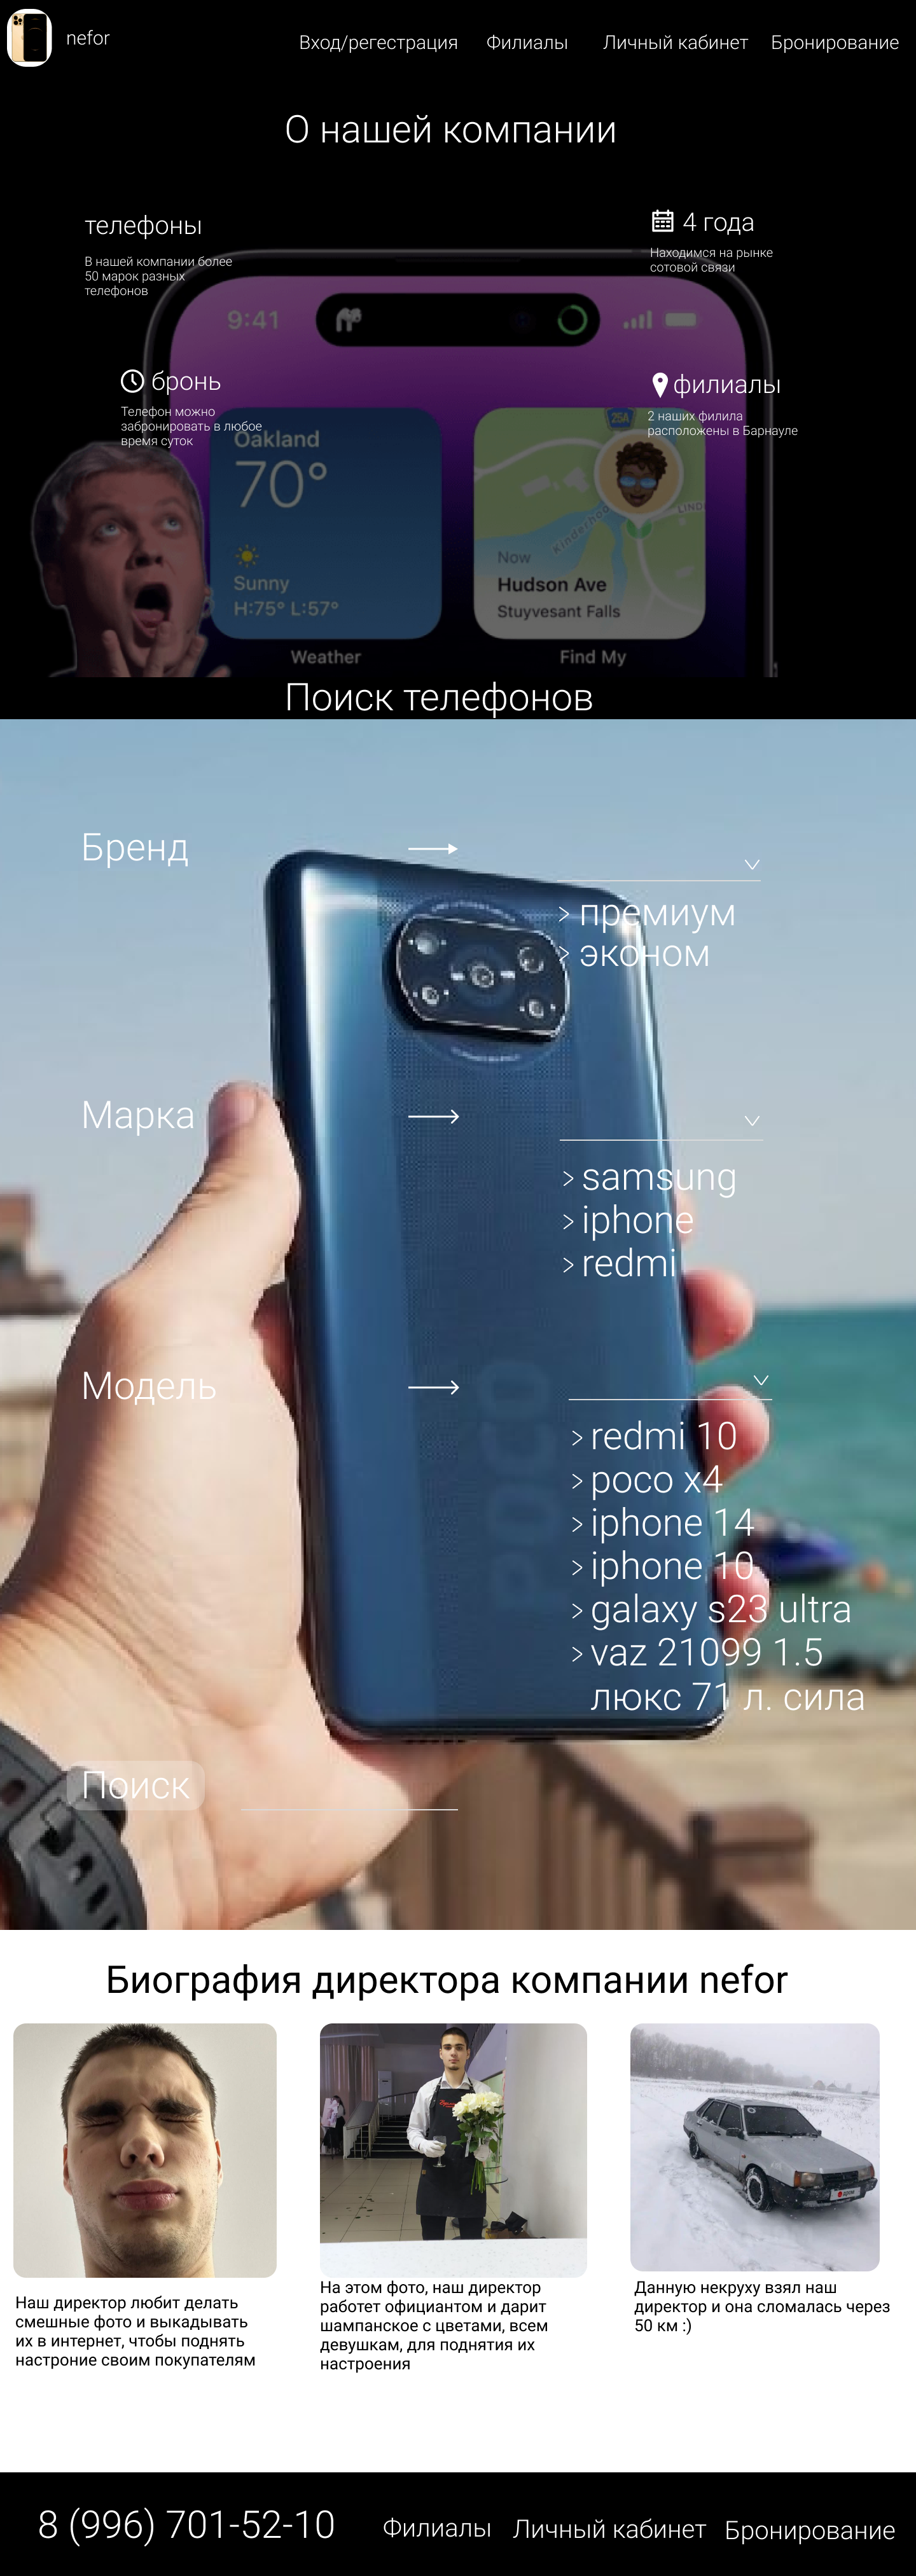 nefor
Вход/регестрация Филиалы Личный кабинет Бронирование
О нашей компании
телефоны
В нашей компании более
50 марок разных
телефонов
4 года
Находимся на рынке
сотовой связи
9:41
бронь
Телефон можно
забронировать в любое
время суток
филиалы
2 наших филила
расположены в Барнауле
Oakland
70°
Sunny
H:75° L:57°
Weather
25A
Kinderhoo
LIND
Now
Hudson Ave
Stuyvesant Falls
Find My
Поиск телефонов
Бренд
> премиум
> эконом
Марка
> samsung
> iphone
> redmi
Модель
> redmi 10
> poco x4
> iphone 14
> iphone 10
> galaxy s23 ultra
> vaz 21099 1.5
люкс 71 л. сила
POCO
Поиск
Биография директора компании nefor
Наш директор любит делать
смешные фото и выкадывать
их в интернет, чтобы поднять
настроние своим покупателям
На этом фото, наш директор
работет официантом и дарит
шампанское с цветами, всем
девушкам, для поднятия их
настроения
Данную некруху взял наш
директор и она сломалась через
50 км :)
8 (996) 701-52-10 Филиалы Личный кабинет Бронирование